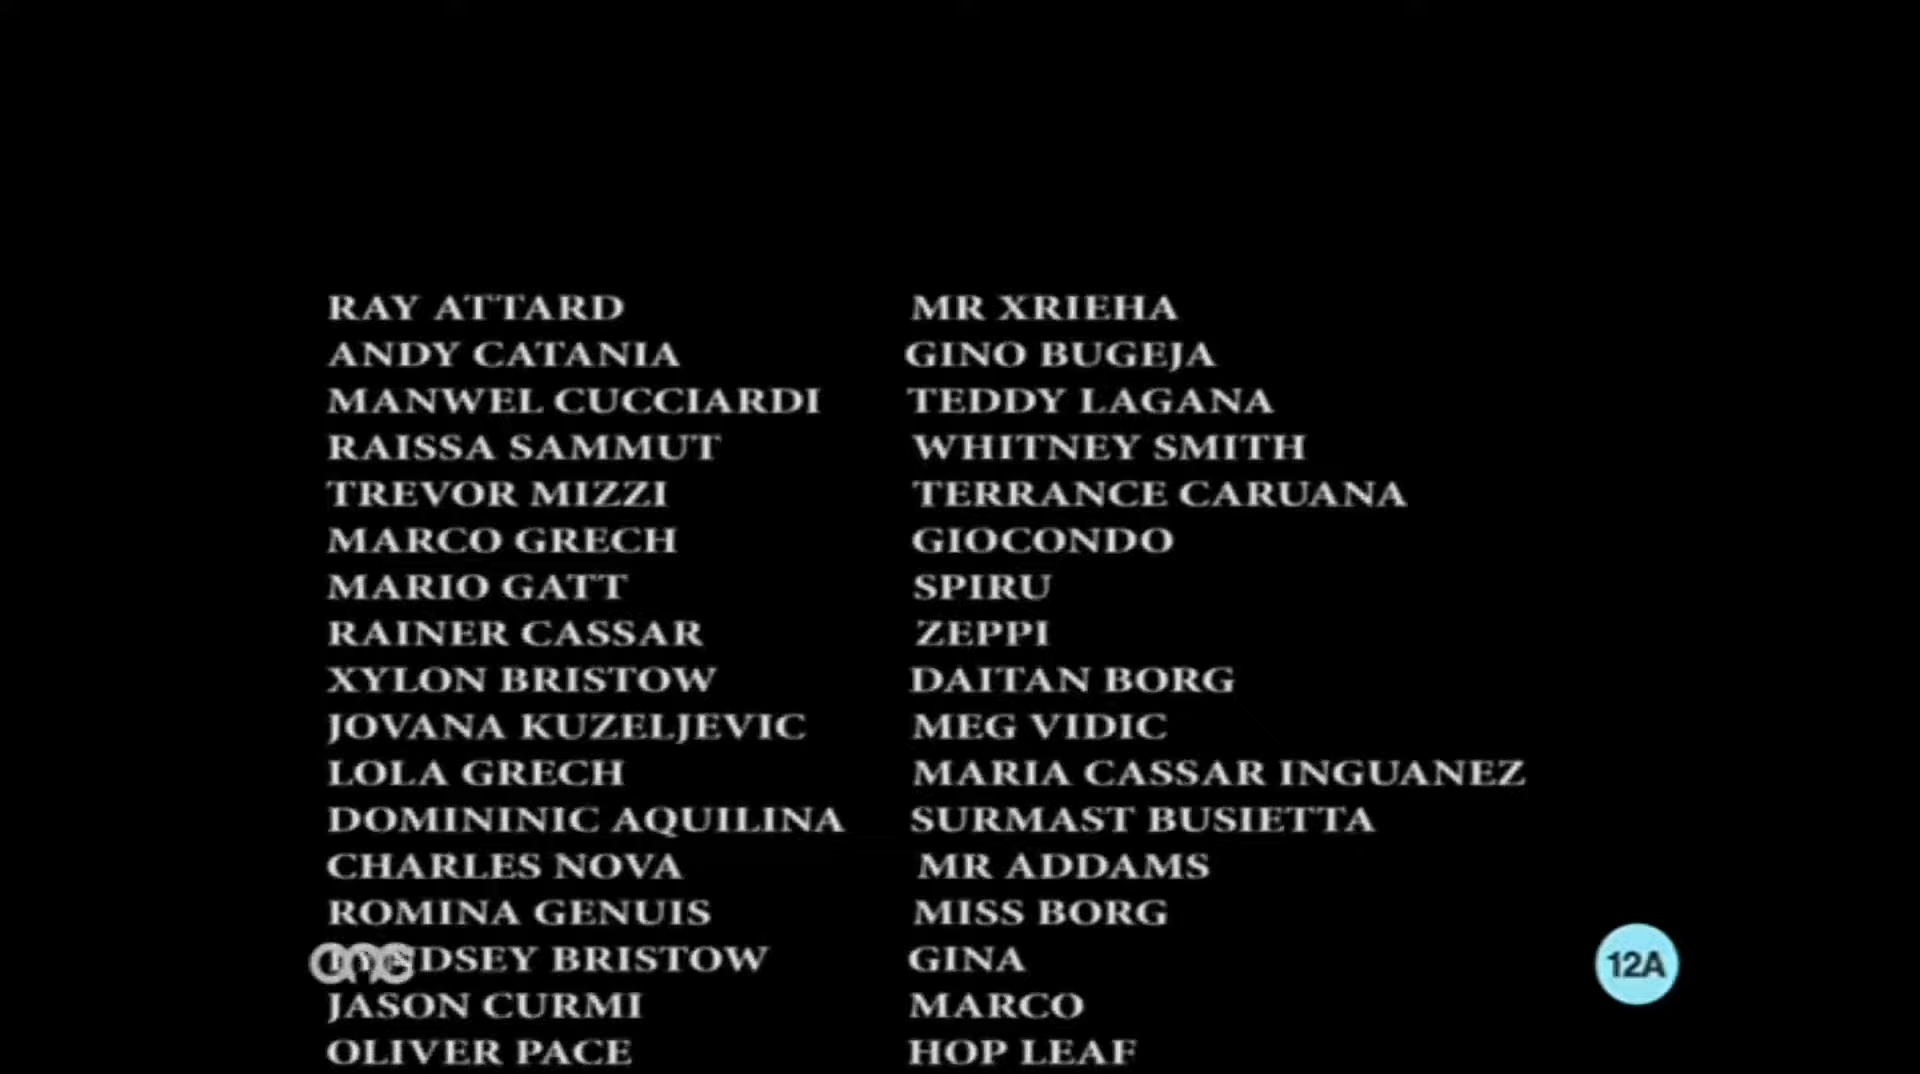 RAY ATTARD MR XRIEHA
ANDY CATANIA GINO BUGEJA
MANWEL CUCCIARDI TEDDY LAGANA
RAISSA SAMMUT WHITNEY SMITH
TREVOR MIZZI TERRANCE CARUANA
MARCO GRECH GIOCONDO
MARIO GATT SPIRU
RAINER CASSAR ZEPPI
XYLON BRISTOW DAITAN BORG
JOVANA KUZELJEVIC MEG VIDIC
LOLA GRECH MARIA CASSAR INGUANEZ
DOMININIC AQUILINA SURMAST BUSIETTA
CHARLES NOVA MR ADDAMS
ROMINA GENUIS MISS BORG
BRISTOW GINA
one
12A
JASON CURMI MARCO
OLIVER PACE HOP LEAF